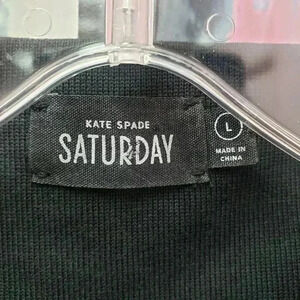 KATE SPADE
SATURDAY
L
MADE IN
CHINA